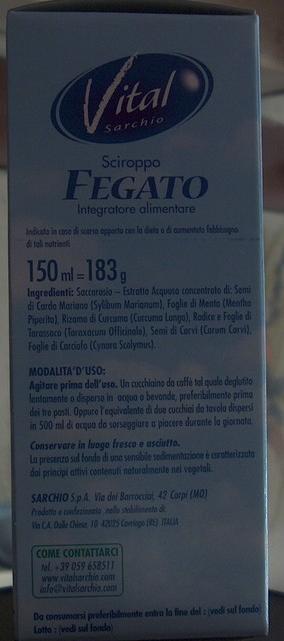 Vital
Sarchio
Sciroppo
FEGATO
Integratore alimentare
Indicato in caso di scarso apporto con la dieta o di aumentato fabbisogno
di tali nutrienti
150 ml = 183 g
Ingredienti: Saccarosio – Estratto Acquoso concentrato di: Semi
di Cardo Mariano (Sylibum Marianum), Foglie di Menta (Mentha
Piperita), Rizoma di Curcuma (Curcuma Longa), Radice e Foglie di
Tarassaco (Taraxacum Officinale), Semi di Carvi (Carum Carvi),
Foglie di Carciofo (Cynara Scolymus).
MODALITA'D'USO:
Agitare prima dell'uso. Un cucchiaino da caffè tal quale deglutito
lentamente o disperso in acqua o bevande, preferibilmente prima
dei tre pasti. Oppure l'equivalente di due cucchiai da tavola dispersi
in 500 ml di acqua da sorseggiare a piacere durante la giornata.
Conservare in luogo fresco e asciutto.
La presenza sul fondo di una sensibile sedimentazione è caratterizzata
dai principi attivi contenuti naturalmente nei vegetali.
SARCHIO S.p.A. Via dei Barrocciai, 42 Carpi (MO)
Prodotto e confezionato nello stabilimento di:
Via C.A. Dalla Chiesa, 10 42025 Cavriago (RE) ITALIA
COME CONTATTARCI
tel. +39 059 658511
www.vitalsarchio.com
info@vitalsarchio.com
Da consumarsi preferibilmente entro la fine del : (vedi sul fondo)
Lotto : (vedi sul fondo)